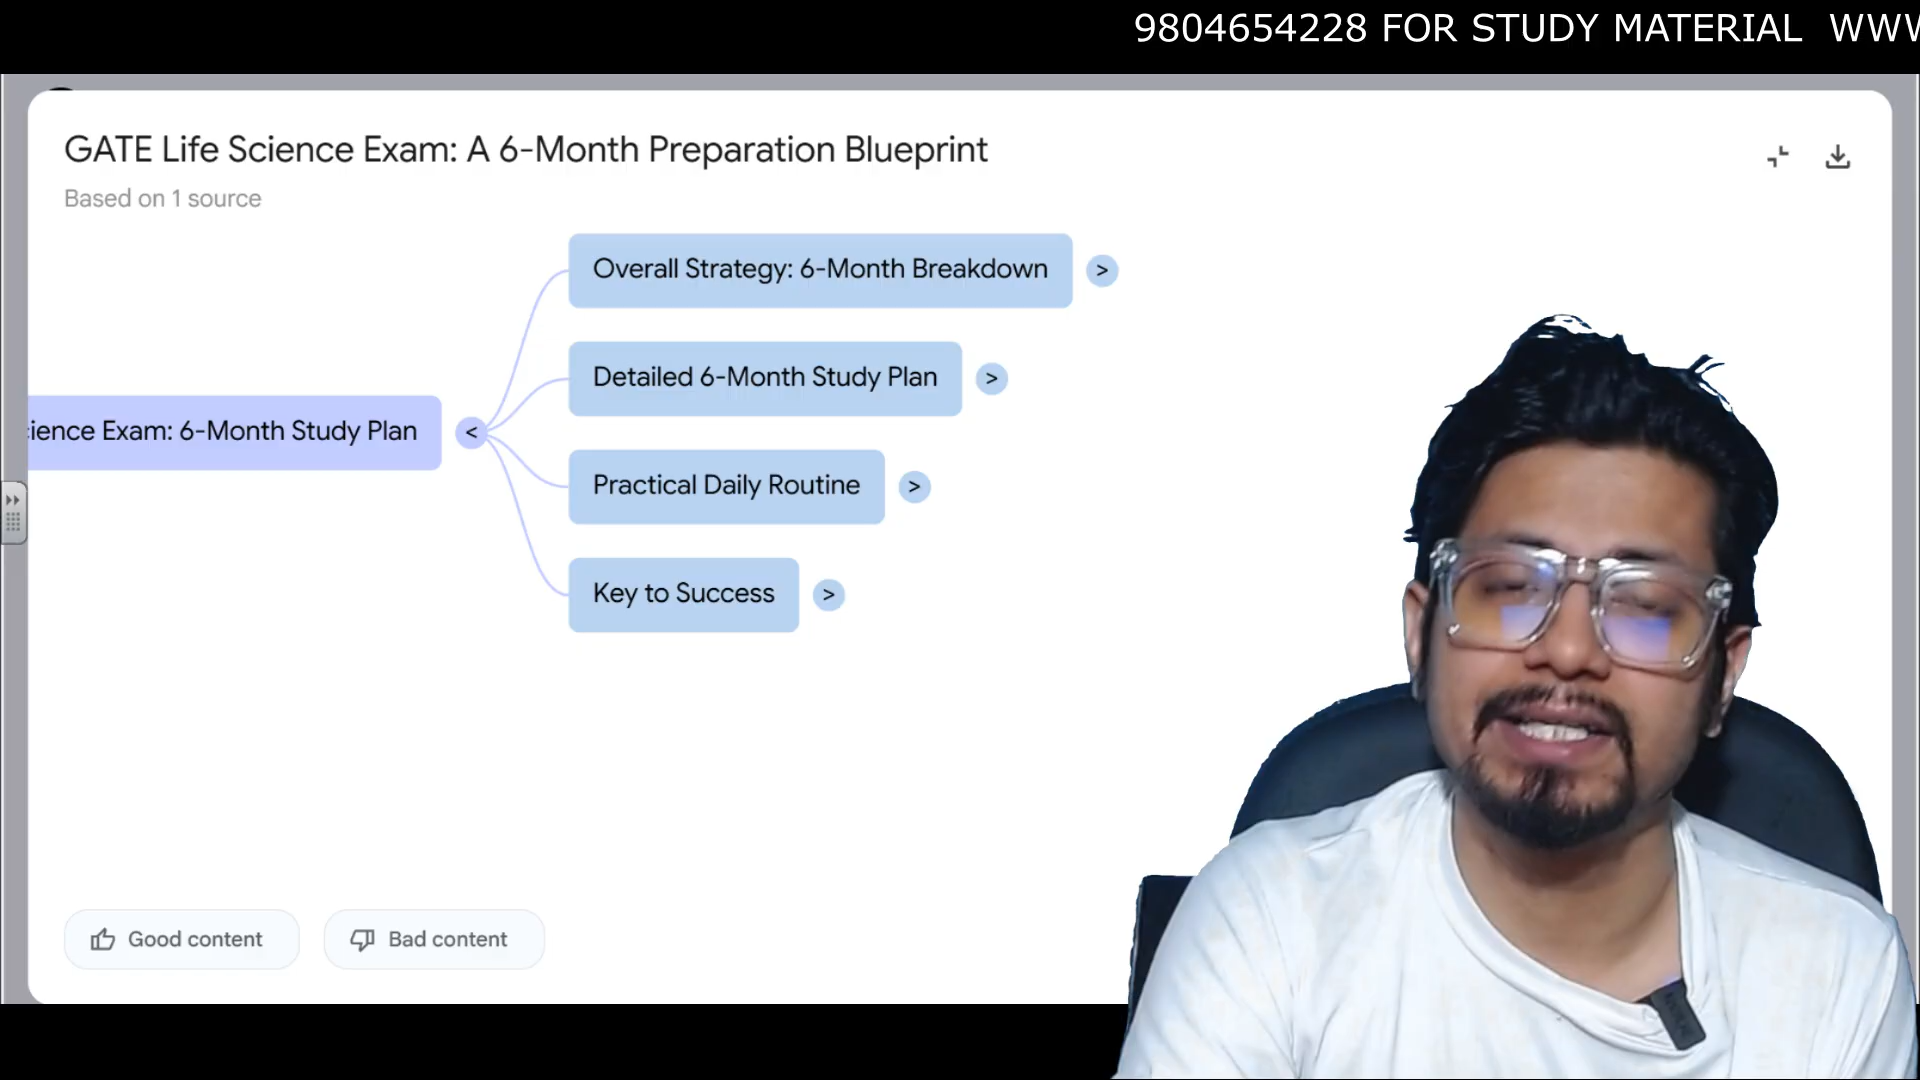 9804654228 FOR STUDY MATERIAL WWW
GATE Life Science Exam: A 6-Month Preparation Blueprint
Based on 1 source
Overall Strategy: 6-Month Breakdown
>
Detailed 6-Month Study Plan
>
ience Exam: 6-Month Study Plan
<
Practical Daily Routine
>
Key to Success
>
Good content
Bad content